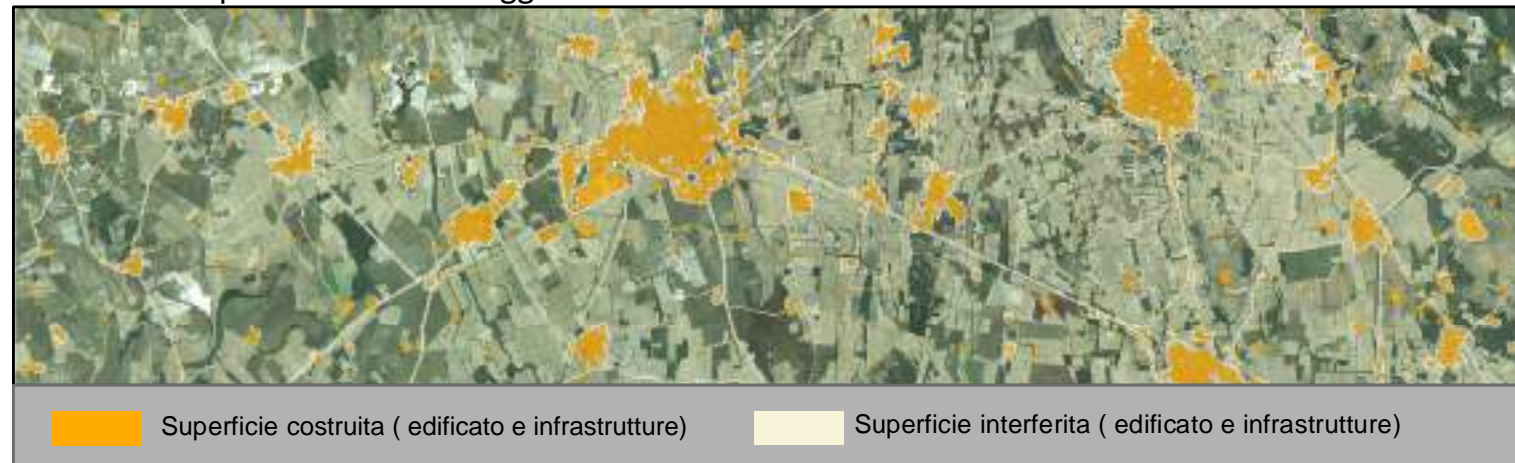 Superficie costruita ( edificato e infrastrutture)
Superficie interferita ( edificato e infrastrutture)